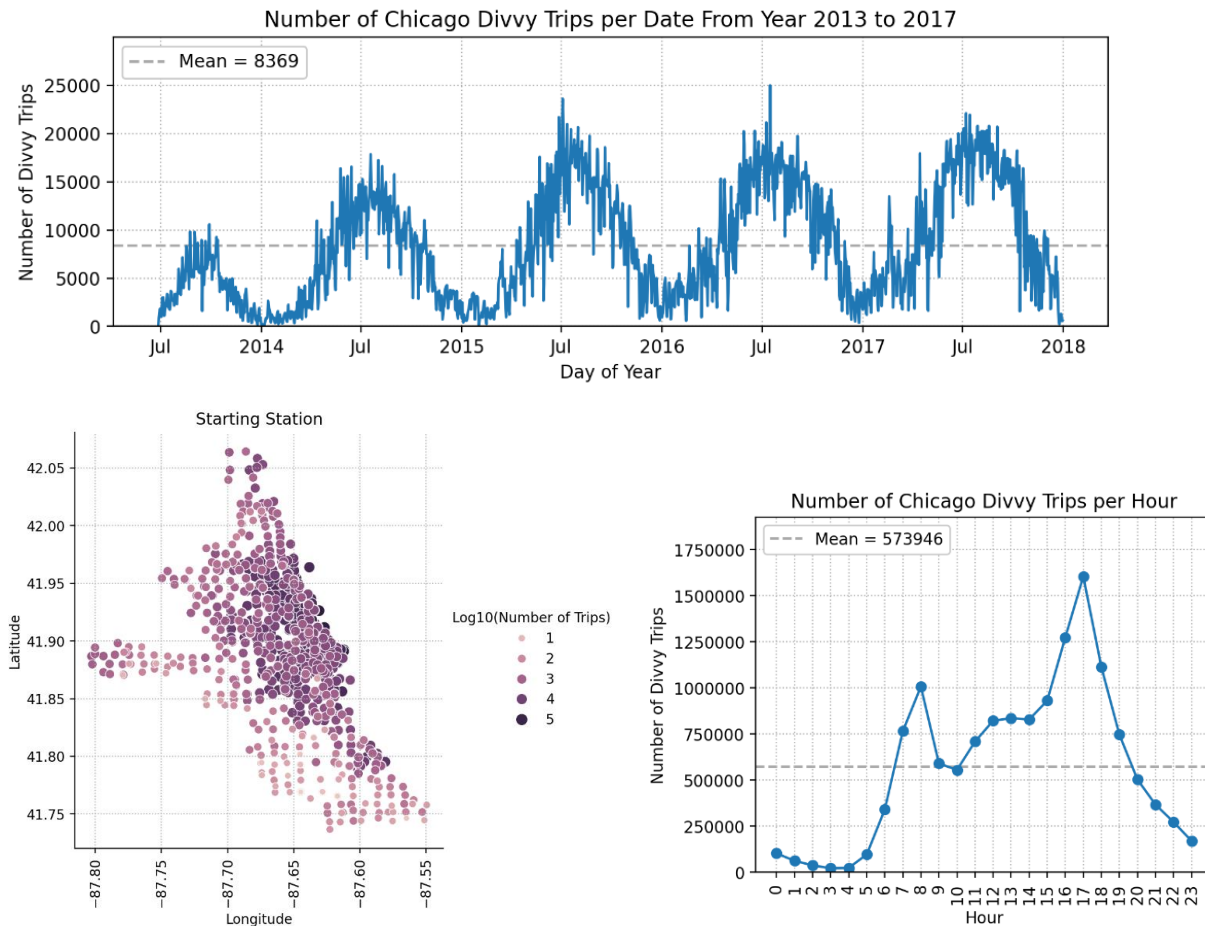 Number of Chicago Divvy Trips per Date From Year 2013 to 2017
Mean = 8369
Number of Divvy Trips
25000
20000
15000
10000
5000
0
Jul 2014 Jul 2015 Jul 2016 Jul 2017 Jul 2018
Day of Year
Starting Station
Latitude
42.05
42.00
41.95
41.90
41.85
41.80
41.75
−87.80 −87.75 −87.70 −87.65 −87.60 −87.55
Longitude
Log10(Number of Trips)
1
2
3
4
5
Number of Chicago Divvy Trips per Hour
Mean = 573946
Number of Divvy Trips
1750000
1500000
1250000
1000000
750000
500000
250000
0
0 1 2 3 4 5 6 7 8 9 10 11 12 13 14 15 16 17 18 19 20 21 22 23
Hour